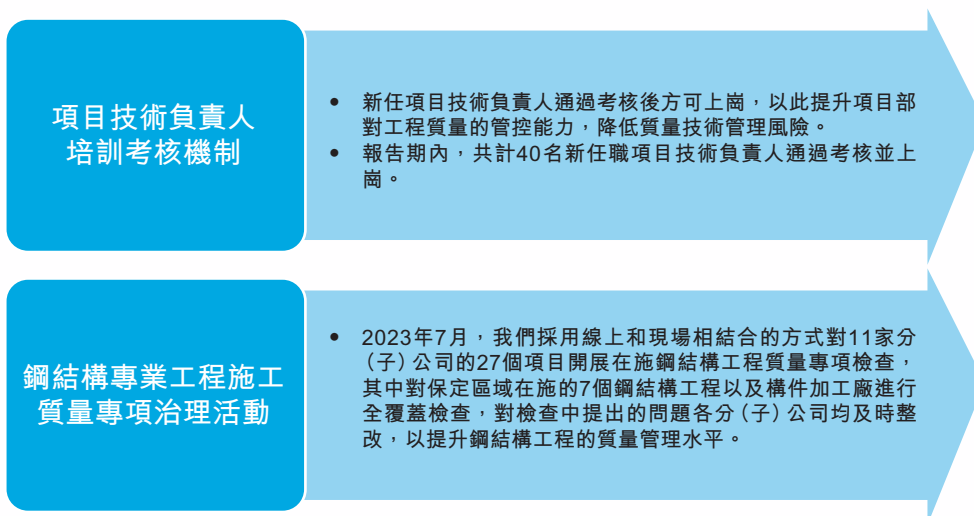 項目技術負責人
培訓考核機制
• 新任項目技術負責人通過考核後方可上崗，以此提升項目部
對工程質量的管控能力，降低質量技術管理風險。
• 報告期內，共計40名新任職項目技術負責人通過考核並上
崗。
鋼結構專業工程施工
質量專項治理活動
• 2023年7月，我們採用線上和現場相結合的方式對11家分
（子）公司的27個項目開展在施鋼結構工程質量專項檢查，
其中對保定區域在施的7個鋼結構工程以及構件加工廠進行
全覆蓋檢查，對檢查中提出的問題各分（子）公司均及時整
改，以提升鋼結構工程的質量管理水平。